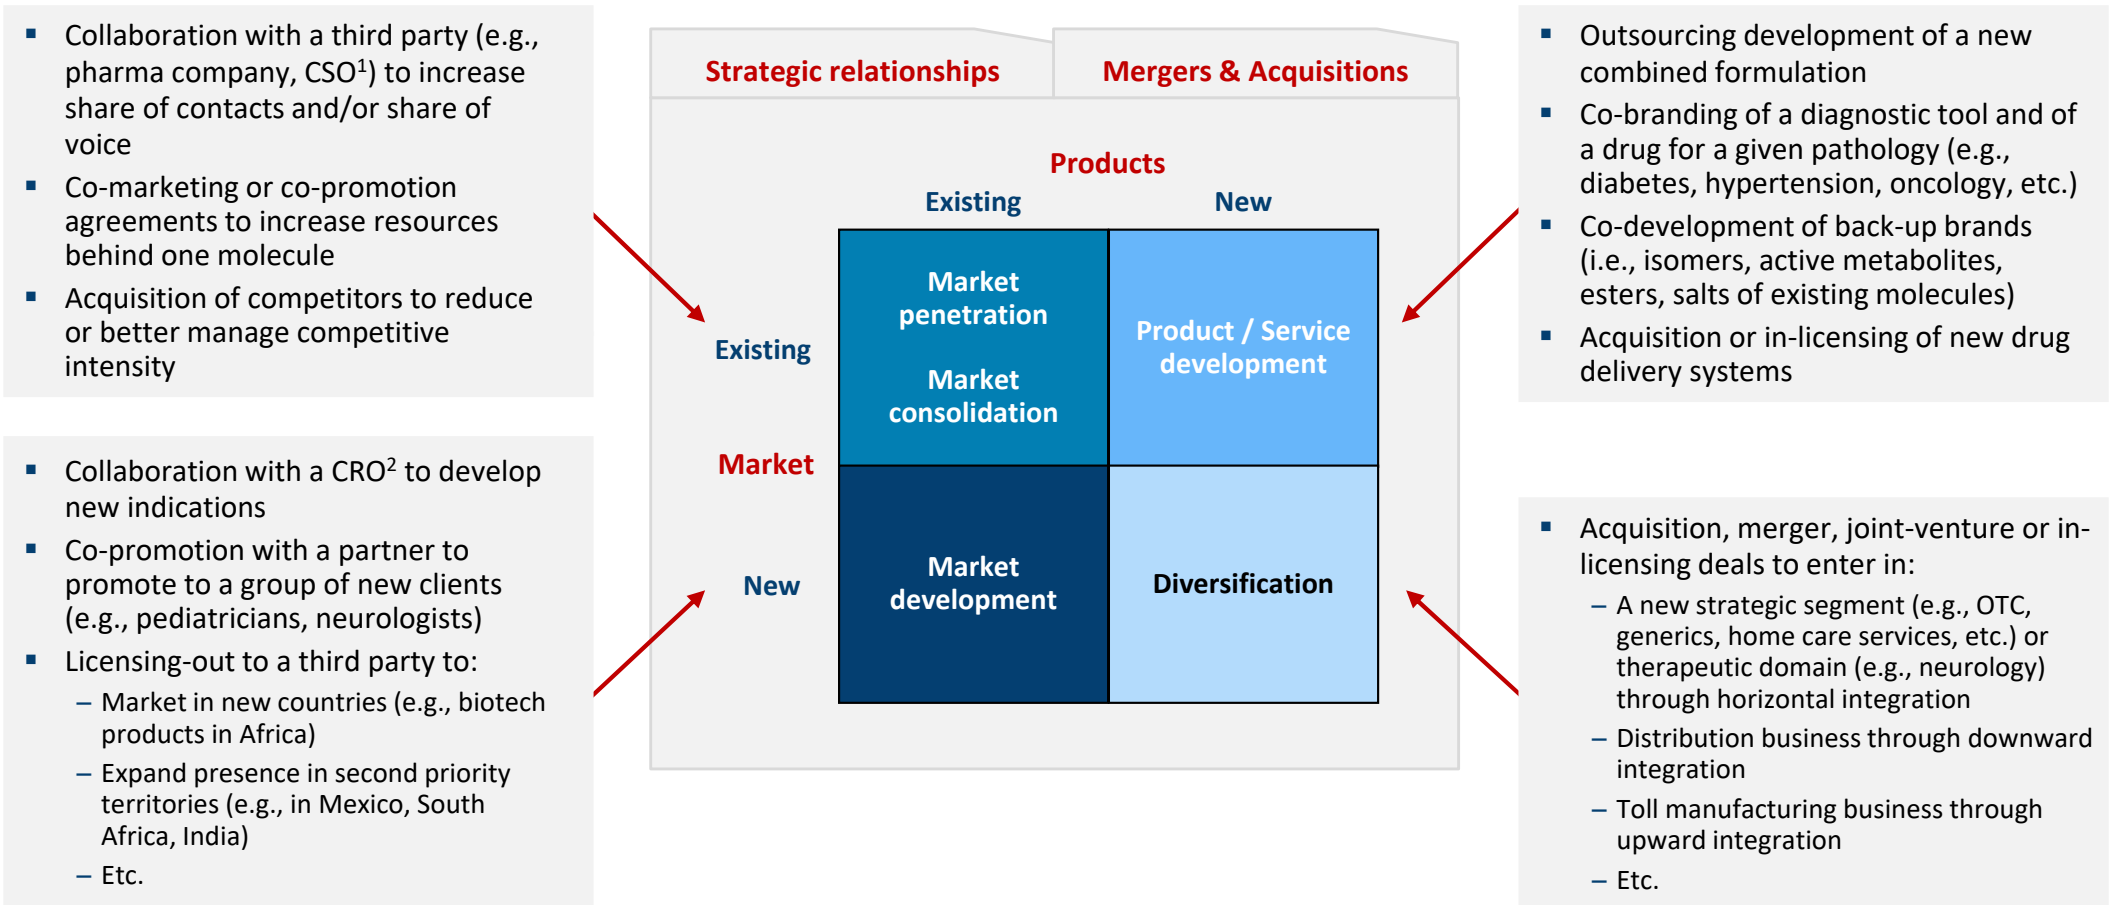 ▪ Collaboration with a third party (e.g.,
pharma company, CSO¹) to increase
share of contacts and/or share of
voice
▪ Co-marketing or co-promotion
agreements to increase resources
behind one molecule
▪ Acquisition of competitors to reduce
or better manage competitive
intensity
▪ Collaboration with a CRO² to develop
new indications
▪ Co-promotion with a partner to
promote to a group of new clients
(e.g., pediatricians, neurologists)
▪ Licensing-out to a third party to:
– Market in new countries (e.g., biotech
products in Africa)
– Expand presence in second priority
territories (e.g., in Mexico, South
Africa, India)
– Etc.
Strategic relationships
Mergers & Acquisitions
Products
Existing
New
Market
penetration
Market
consolidation
Product / Service
development
Existing
Market
New
Market
development
Diversification
▪ Outsourcing development of a new
combined formulation
▪ Co-branding of a diagnostic tool and of
a drug for a given pathology (e.g.,
diabetes, hypertension, oncology, etc.)
▪ Co-development of back-up brands
(i.e., isomers, active metabolites,
esters, salts of existing molecules)
▪ Acquisition or in-licensing of new drug
delivery systems
▪ Acquisition, merger, joint-venture or in-
licensing deals to enter in:
– A new strategic segment (e.g., OTC,
generics, home care services, etc.) or
therapeutic domain (e.g., neurology)
through horizontal integration
– Distribution business through downward
integration
– Toll manufacturing business through
upward integration
– Etc.